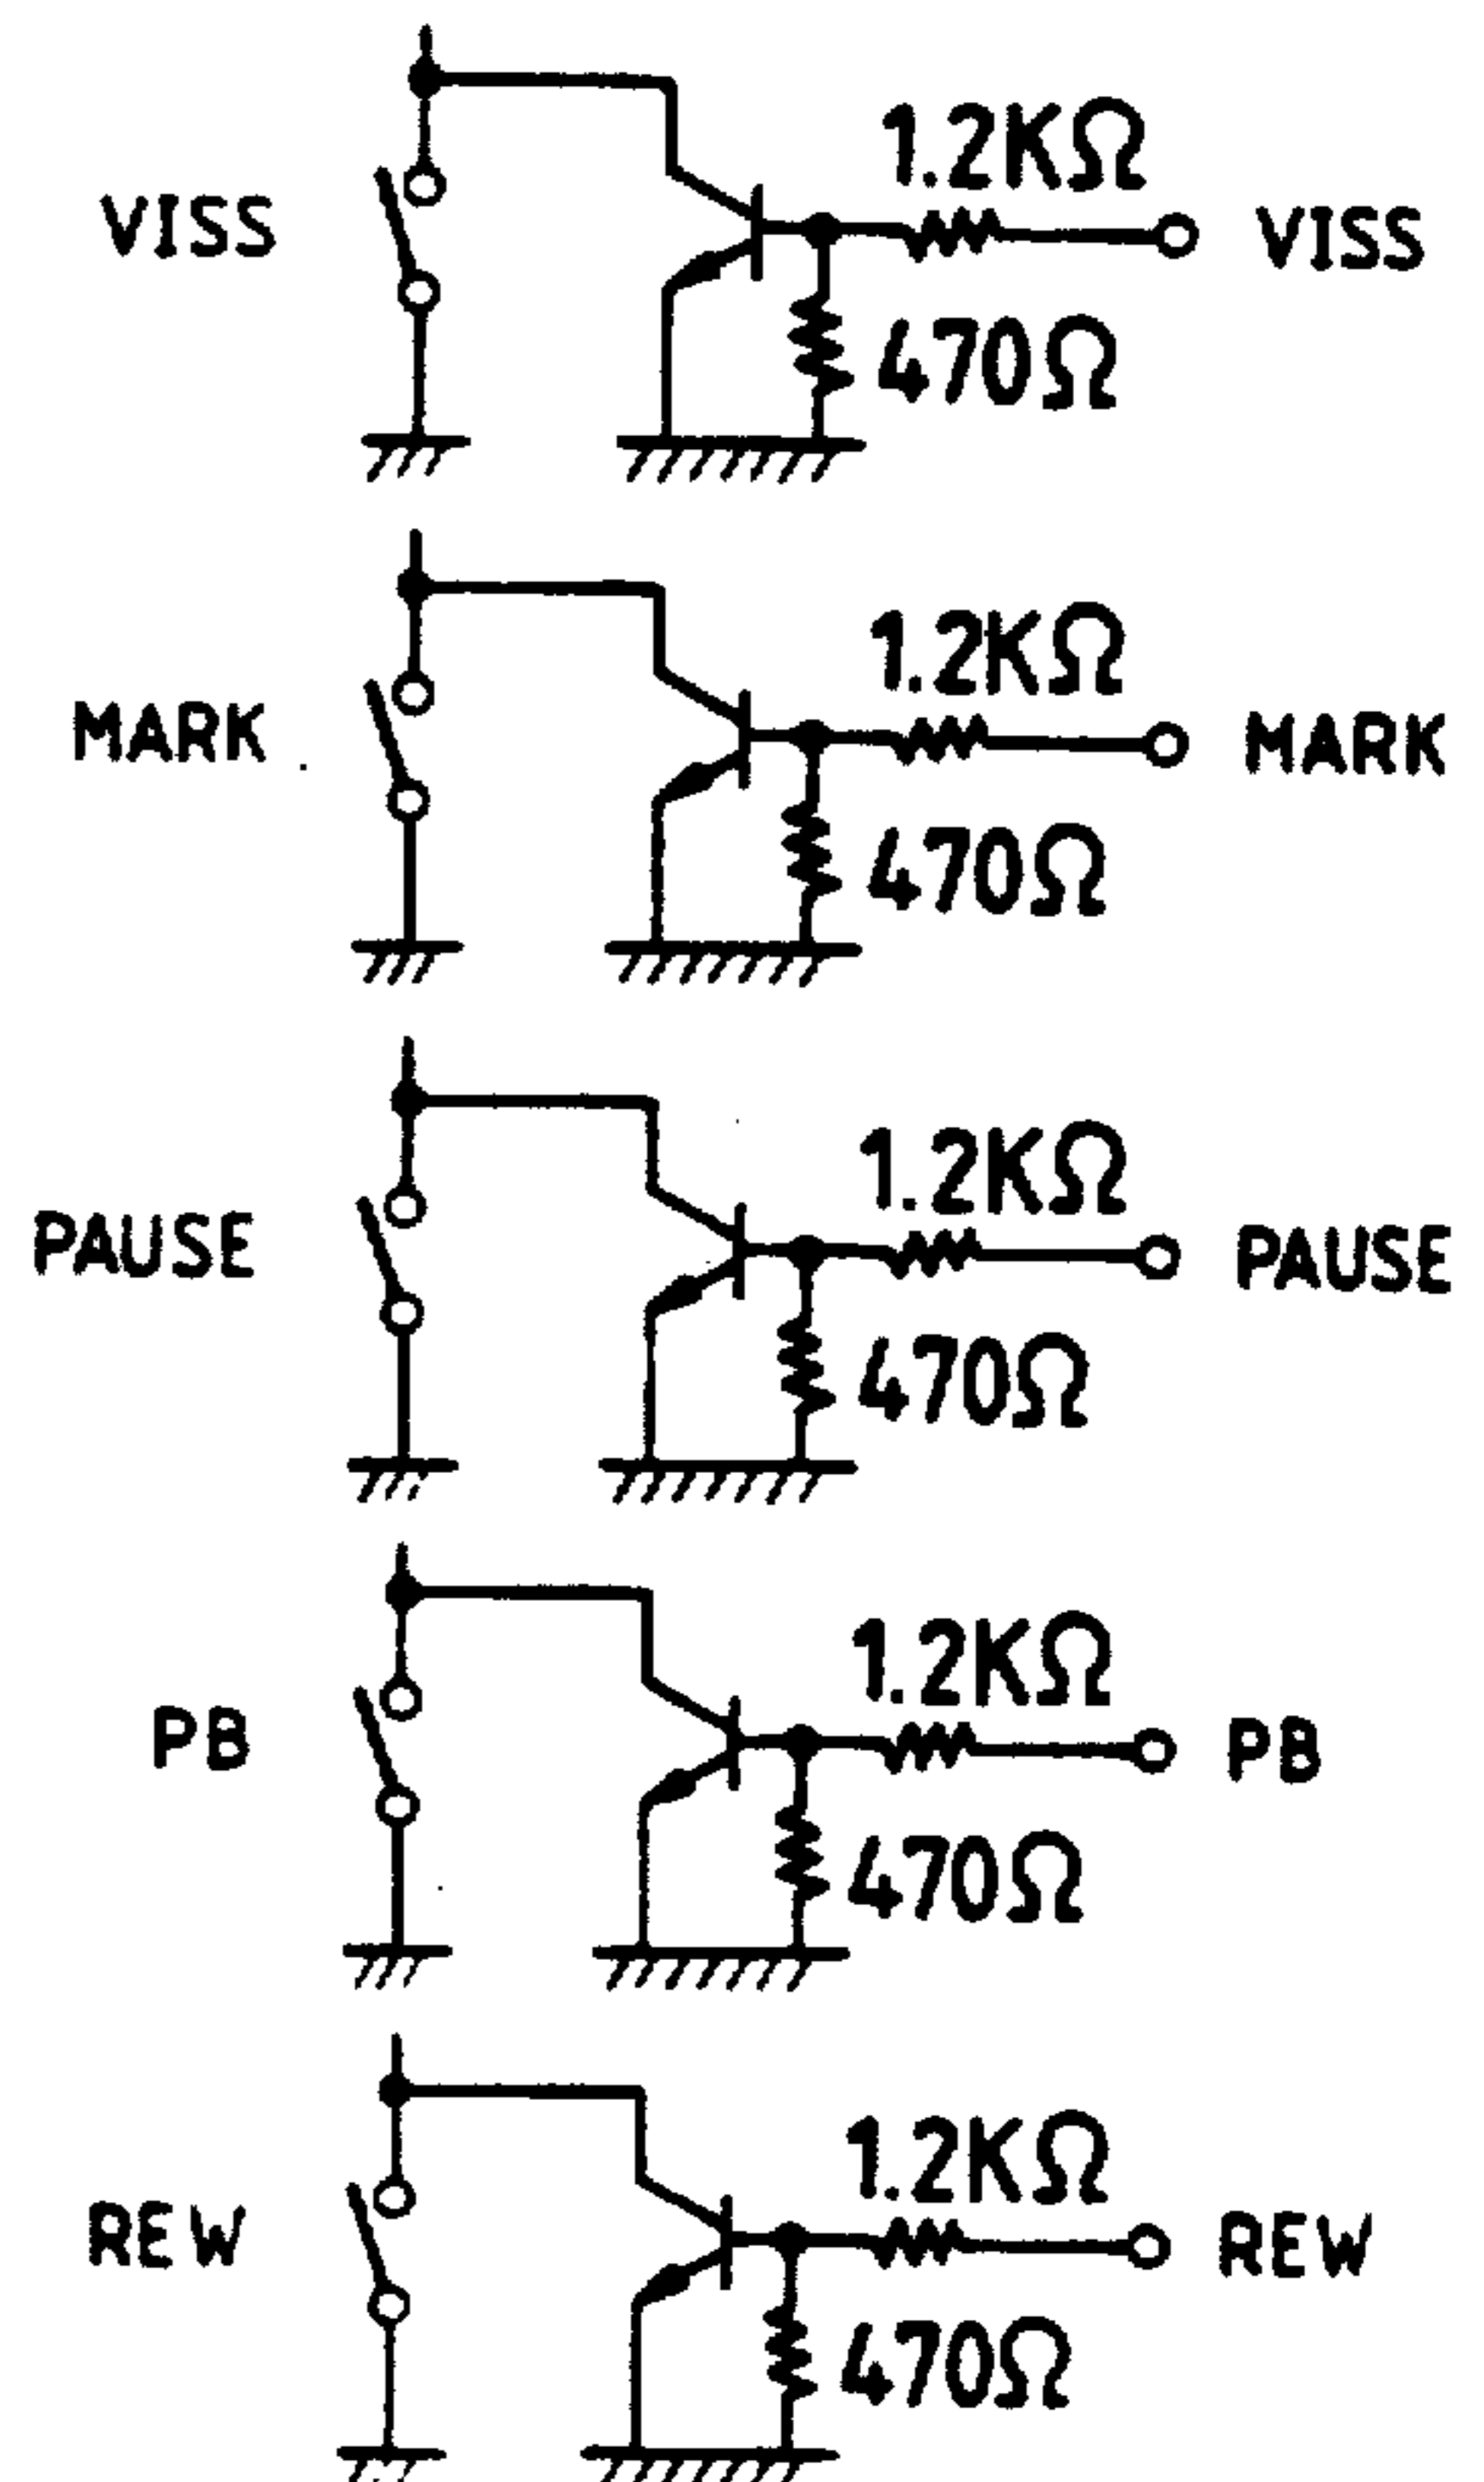 1.2KΩ
VISS VISS
470Ω
1.2KΩ
MARK MARK
470Ω
1.2KΩ
PAUSE PAUSE
470Ω
1.2KΩ
PB PB
470Ω
1.2KΩ
REW REW
470Ω